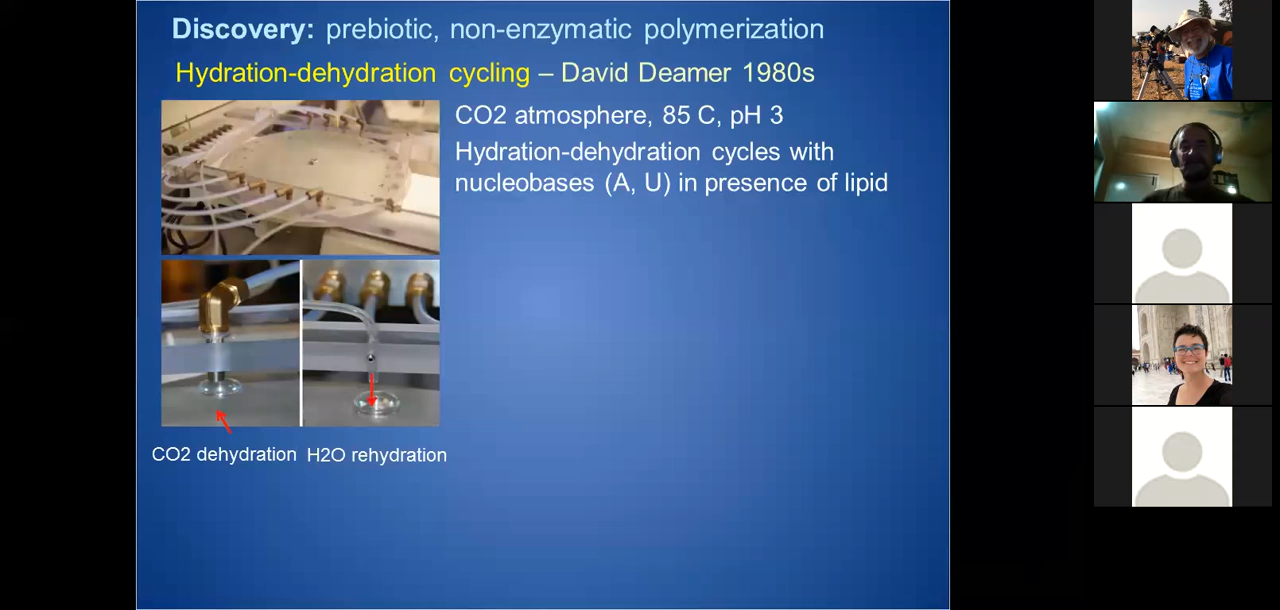 Discovery: prebiotic, non-enzymatic polymerization
Hydration-dehydration cycling – David Deamer 1980s
CO2 atmosphere, 85 C, pH 3
Hydration-dehydration cycles with
nucleobases (A, U) in presence of lipid
CO2 dehydration
H2O rehydration